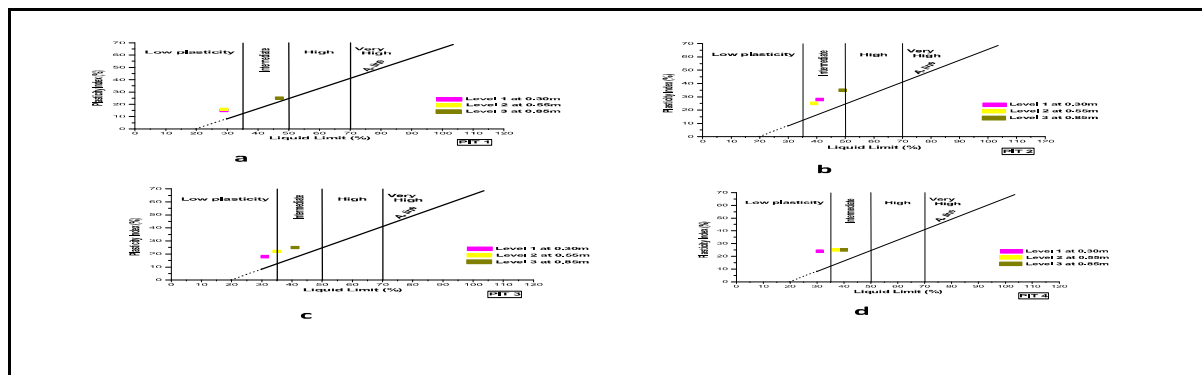 70
60
50
40
30
20
10
0
Plasticity Index (%)
Low plasticity
Intermediate
High
Very
High
A-line
Level 1 at 0.30m
Level 2 at 0.55m
Level 3 at 0.85m
0 10 20 30 40 50 60 70 80 90 100 110 120
Liquid Limit (%)
PIT 1
a
70
60
50
40
30
20
10
0
Plasticity Index (%)
Low plasticity
Intermediate
High
Very
High
A-line
Level 1 at 0.30m
Level 2 at 0.55m
Level 3 at 0.85m
0 10 20 30 40 50 60 70 80 90 100 110 120
Liquid Limit (%)
PIT 2
b
70
60
50
40
30
20
10
0
Plasticity Index (%)
Low plasticity
Intermediate
High
Very
High
A-line
Level 1 at 0.30m
Level 2 at 0.55m
Level 3 at 0.85m
0 10 20 30 40 50 60 70 80 90 100 110 120
Liquid Limit (%)
PIT 3
c
70
60
50
40
30
20
10
0
Plasticity Index (%)
Low plasticity
Intermediate
High
Very
High
A-line
Level 1 at 0.30m
Level 2 at 0.55m
Level 3 at 0.85m
0 10 20 30 40 50 60 70 80 90 100 110 120
Liquid Limit (%)
PIT 4
d